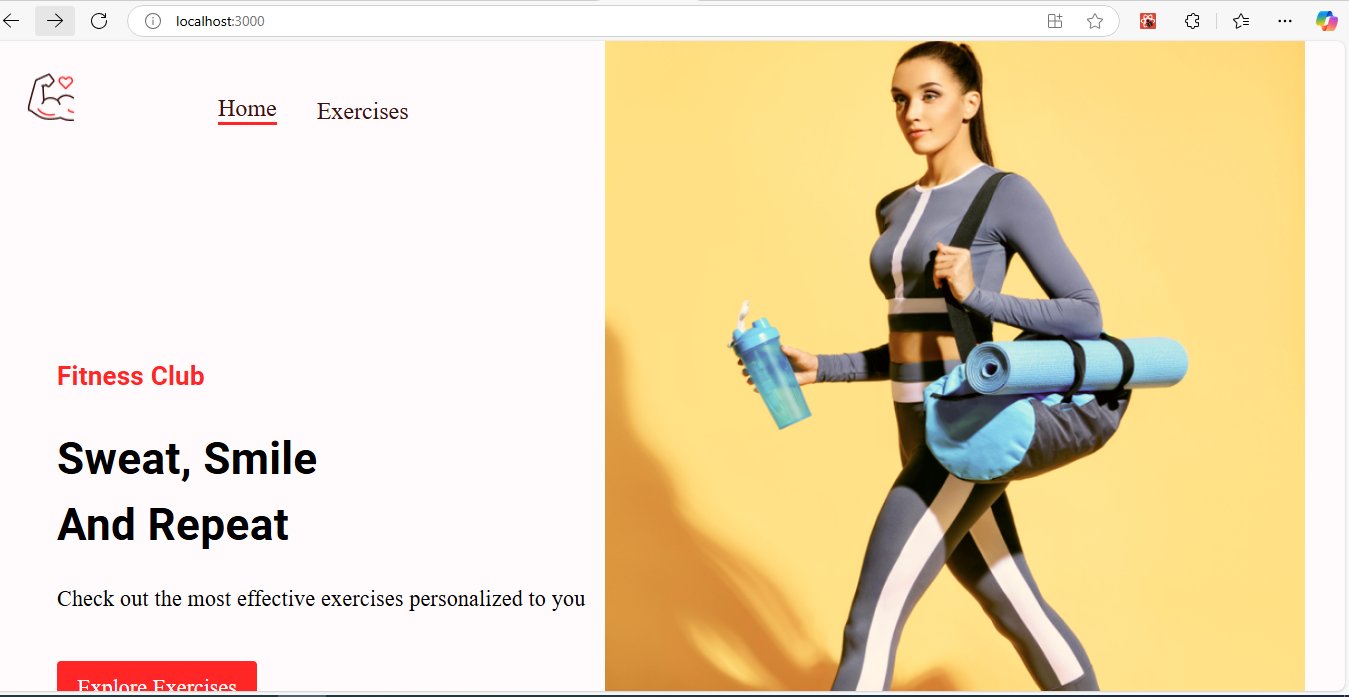 localhost:3000
Home
Exercises
Fitness Club
Sweat, Smile
And Repeat
Check out the most effective exercises personalized to you
Explore Exercises